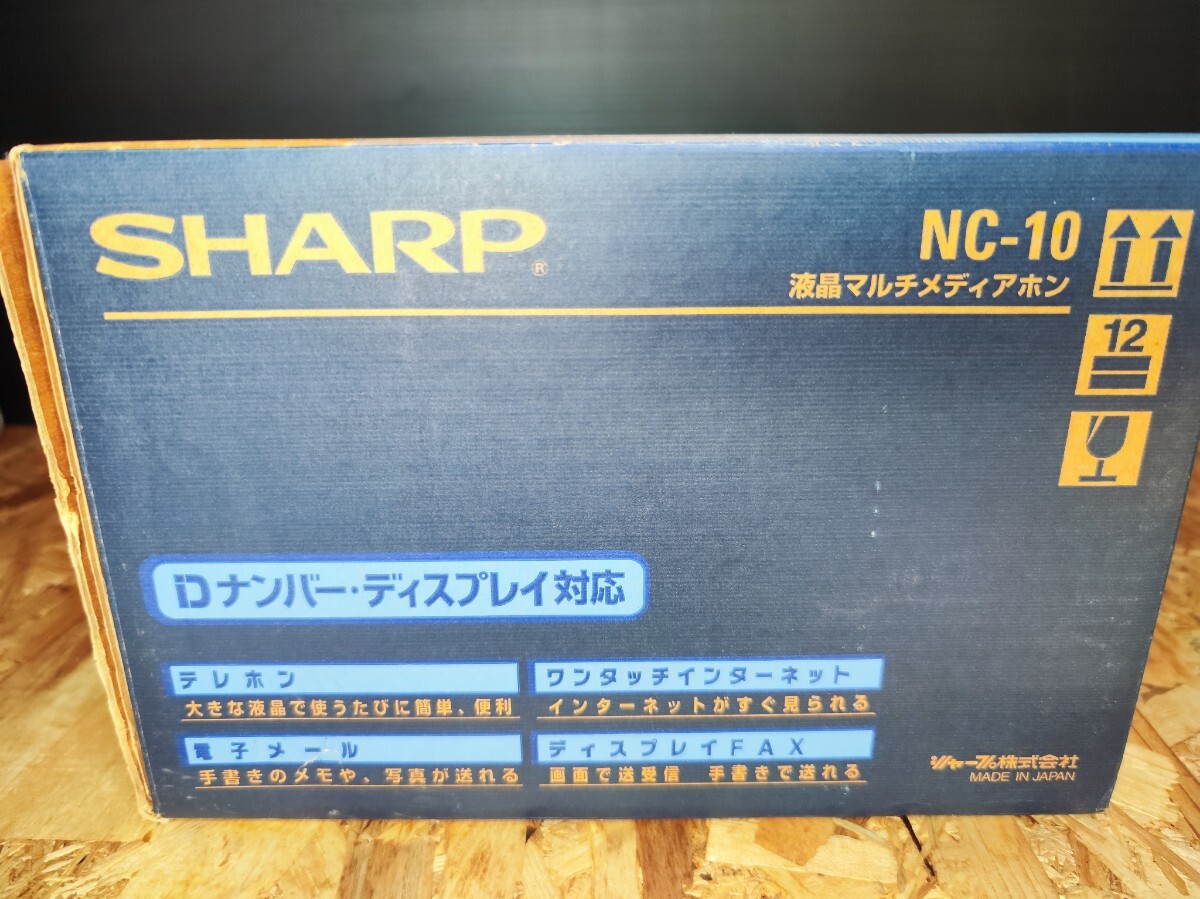 SHARP®
NC-10
液晶マルチメディアホン
12
iDナンバー・ディスプレイ対応
テレホン
大きな液晶で使うたびに簡単、便利
ワンタッチインターネット
インターネットがすぐ見られる
電子メール
手書きのメモや、写真が送れる
ディスプレイFAX
画面で送受信 手書きで送れる
シャープ株式会社
MADE IN JAPAN